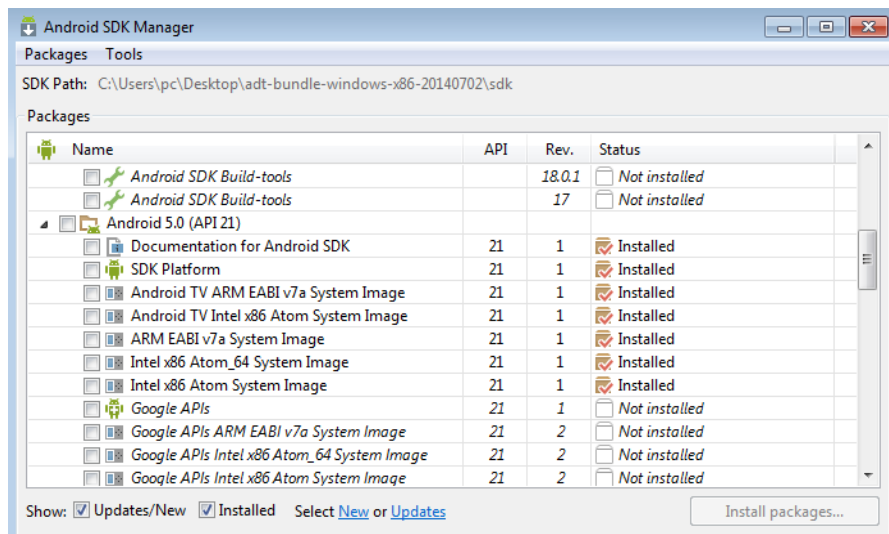 Android SDK Manager
Packages Tools
SDK Path: C:\Users\pc\Desktop\adt-bundle-windows-x86-20140702\sdk
Packages
Name API Rev. Status
Android SDK Build-tools 18.0.1 Not installed
Android SDK Build-tools 17 Not installed
Android 5.0 (API 21)
Documentation for Android SDK 21 1 Installed
SDK Platform 21 1 Installed
Android TV ARM EABI v7a System Image 21 1 Installed
Android TV Intel x86 Atom System Image 21 1 Installed
ARM EABI v7a System Image 21 1 Installed
Intel x86 Atom_64 System Image 21 1 Installed
Intel x86 Atom System Image 21 1 Installed
Google APIs 21 1 Not installed
Google APIs ARM EABI v7a System Image 21 2 Not installed
Google APIs Intel x86 Atom_64 System Image 21 2 Not installed
Google APIs Intel x86 Atom System Image 21 2 Not installed
Show: Updates/New Installed Select New or Updates Install packages...